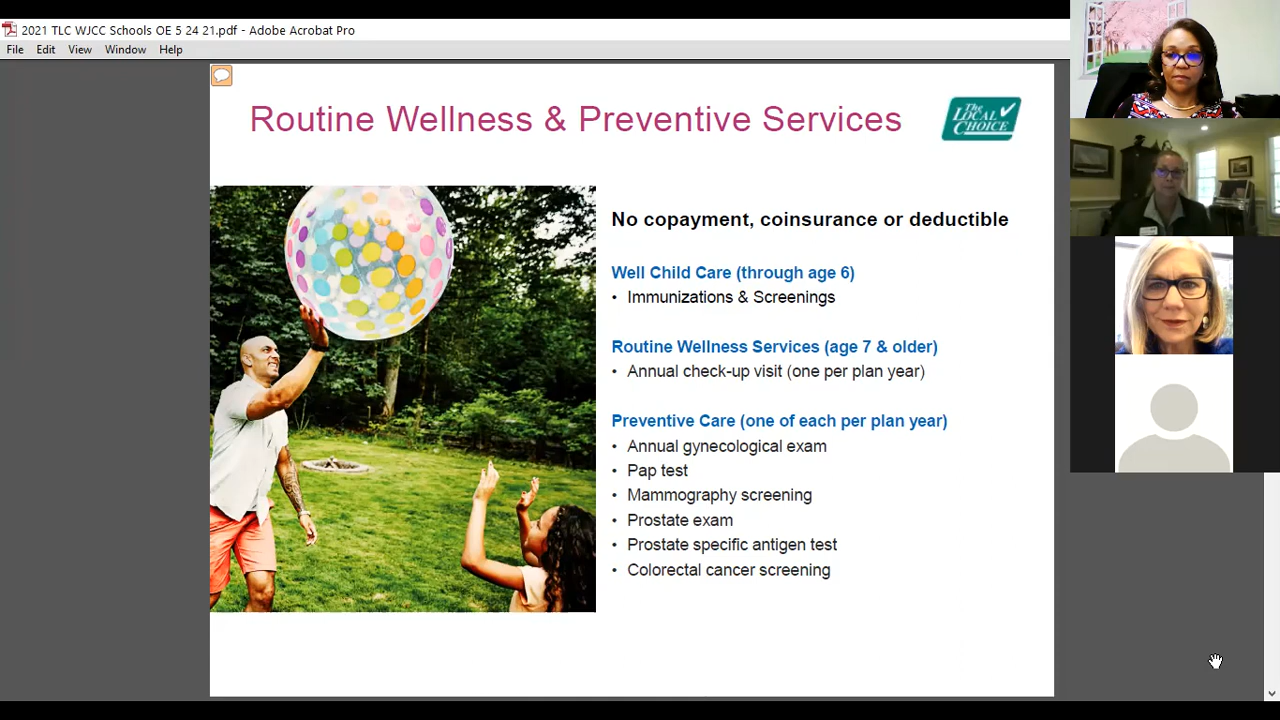 2021 TLC WJCC Schools OE 5 24 21.pdf - Adobe Acrobat Pro
File Edit View Window Help
Routine Wellness & Preventive Services
The
LOCAL
CHOICE
No copayment, coinsurance or deductible
Well Child Care (through age 6)
• Immunizations & Screenings
Routine Wellness Services (age 7 & older)
• Annual check-up visit (one per plan year)
Preventive Care (one of each per plan year)
• Annual gynecological exam
• Pap test
• Mammography screening
• Prostate exam
• Prostate specific antigen test
• Colorectal cancer screening